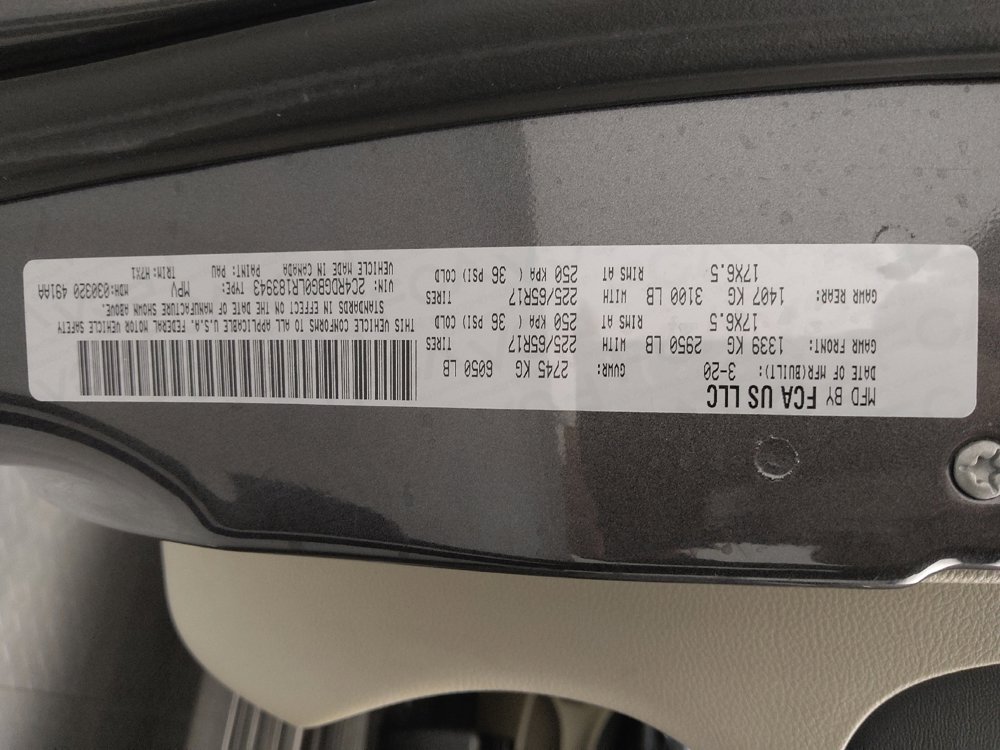 MFD BY FCA US LLC
DATE OF MFR(BUILT): 3-20 GVWR: 2745 KG 6050 LB
GAWR FRONT: 1339 KG 2950 LB WITH 225/65R17 TIRES
17X6.5 RIMS AT 250 KPA ( 36 PSI) COLD
GAWR REAR: 1407 KG 3100 LB WITH 225/65R17 TIRES
17X6.5 RIMS AT 250 KPA ( 36 PSI) COLD
THIS VEHICLE CONFORMS TO ALL APPLICABLE U.S.A. FEDERAL MOTOR VEHICLE SAFETY
STANDARDS IN EFFECT ON THE DATE OF MANUFACTURE SHOWN ABOVE.
VIN: 2C4RDGBG0LR183943 TYPE: MPV MDH: 030320 491AA
VEHICLE MADE IN CANADA PAINT: PAU TRIM: H7X1